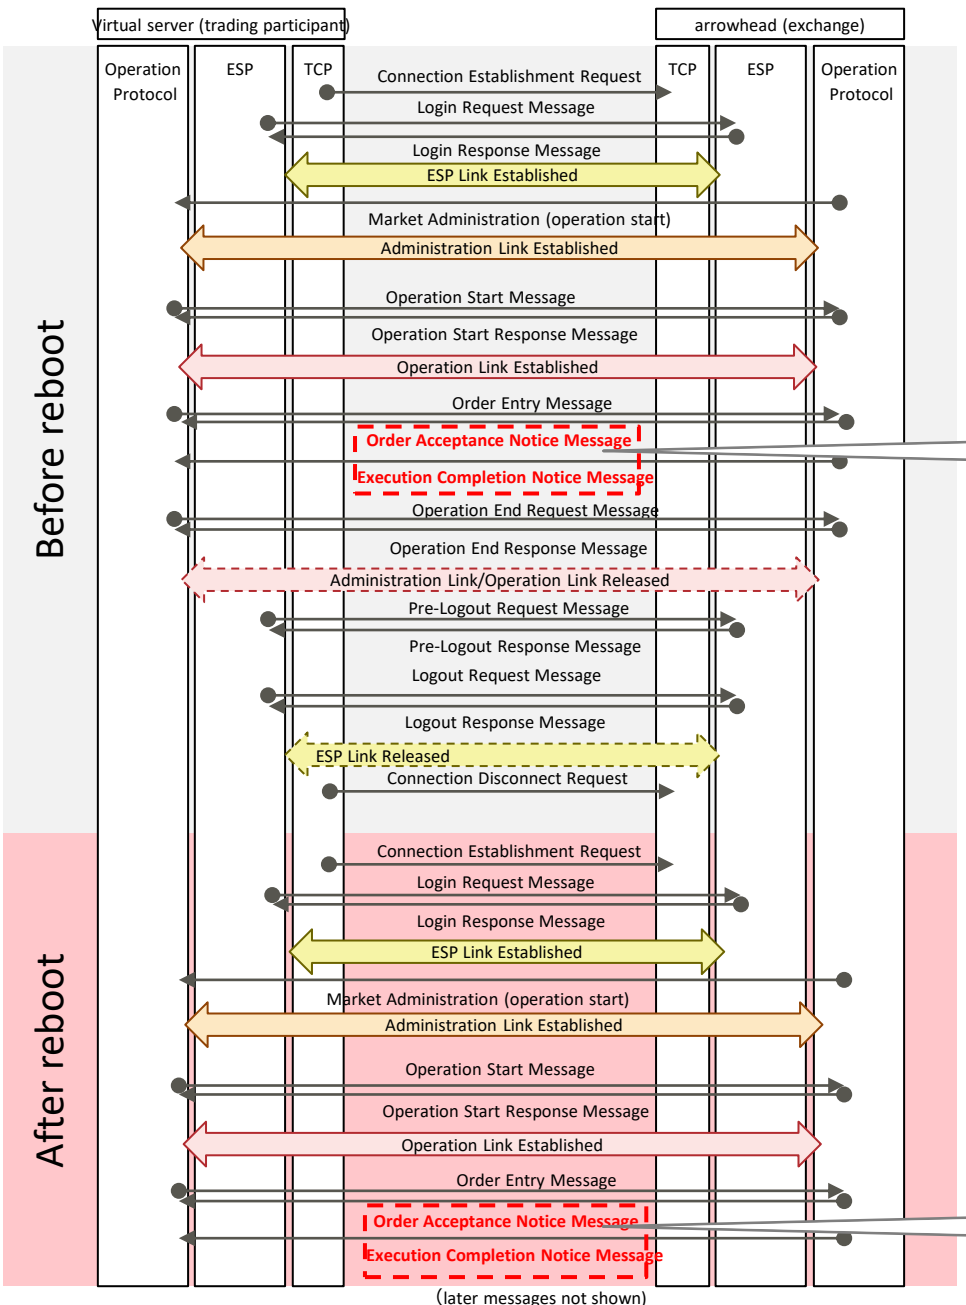 Virtual server (trading participant)
arrowhead (exchange)
Operation
Protocol
ESP
TCP
TCP
ESP
Operation
Protocol
Before reboot
Connection Establishment Request
Login Request Message
Login Response Message
ESP Link Established
Market Administration (operation start)
Administration Link Established
Operation Start Message
Operation Start Response Message
Operation Link Established
Order Entry Message
Order Acceptance Notice Message
Execution Completion Notice Message
Operation End Request Message
Operation End Response Message
Administration Link/Operation Link Released
Pre-Logout Request Message
Pre-Logout Response Message
Logout Request Message
Logout Response Message
ESP Link Released
Connection Disconnect Request
After reboot
Connection Establishment Request
Login Request Message
Login Response Message
ESP Link Established
Market Administration (operation start)
Administration Link Established
Operation Start Message
Operation Start Response Message
Operation Link Established
Order Entry Message
Order Acceptance Notice Message
Execution Completion Notice Message
(later messages not shown)